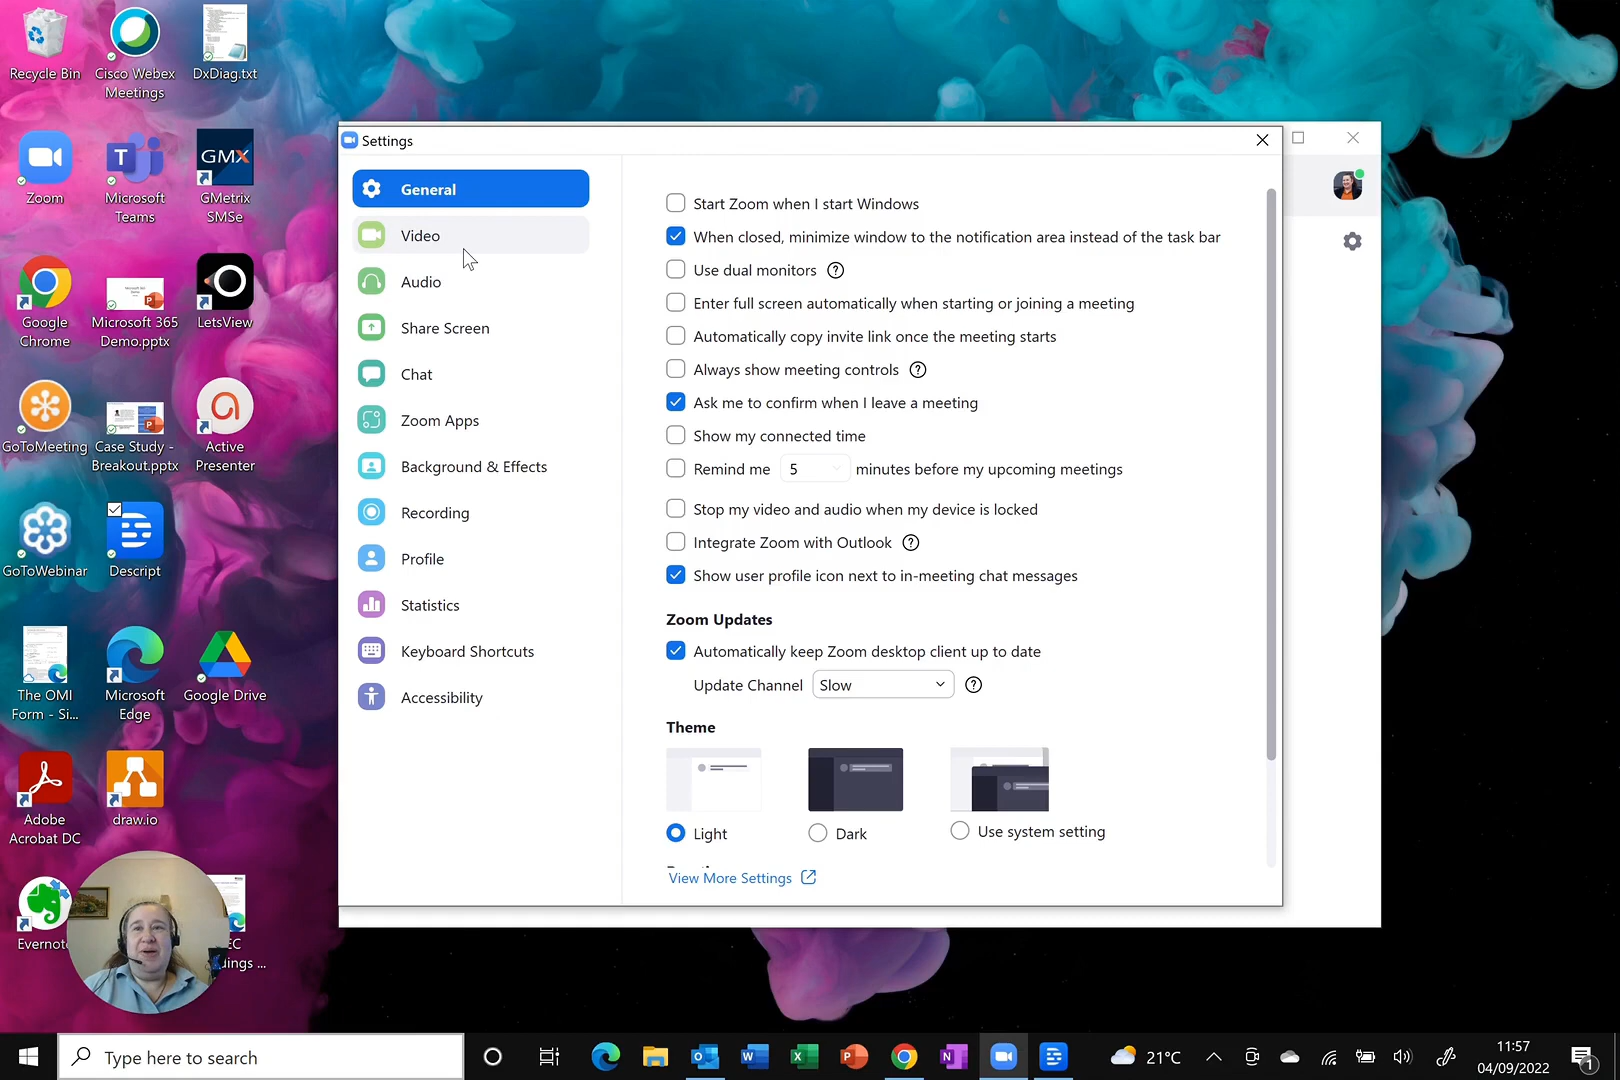 Recycle Bin
Cisco Webex
Meetings
DxDiag.txt
Zoom
Microsoft
Teams
GMX
GMetrix
SMSe
Google
Chrome
Microsoft 365
Demo.pptx
LetsView
GoToMeeting
Case Study -
Breakout.pptx
Active
Presenter
GoToWebinar
Descript
The OMI
Form - Si...
Microsoft
Edge
Google Drive
Adobe
Acrobat DC
draw.io
Evernote
EC
...ings ...
Settings
General
Video
Audio
Share Screen
Chat
Zoom Apps
Background & Effects
Recording
Profile
Statistics
Keyboard Shortcuts
Accessibility
Start Zoom when I start Windows
When closed, minimize window to the notification area instead of the task bar
Use dual monitors
Enter full screen automatically when starting or joining a meeting
Automatically copy invite link once the meeting starts
Always show meeting controls
Ask me to confirm when I leave a meeting
Show my connected time
Remind me 5 minutes before my upcoming meetings
Stop my video and audio when my device is locked
Integrate Zoom with Outlook
Show user profile icon next to in-meeting chat messages
Zoom Updates
Automatically keep Zoom desktop client up to date
Update Channel Slow
Theme
Light
Dark
Use system setting
View More Settings
Type here to search
21°C
11:57
04/09/2022
1